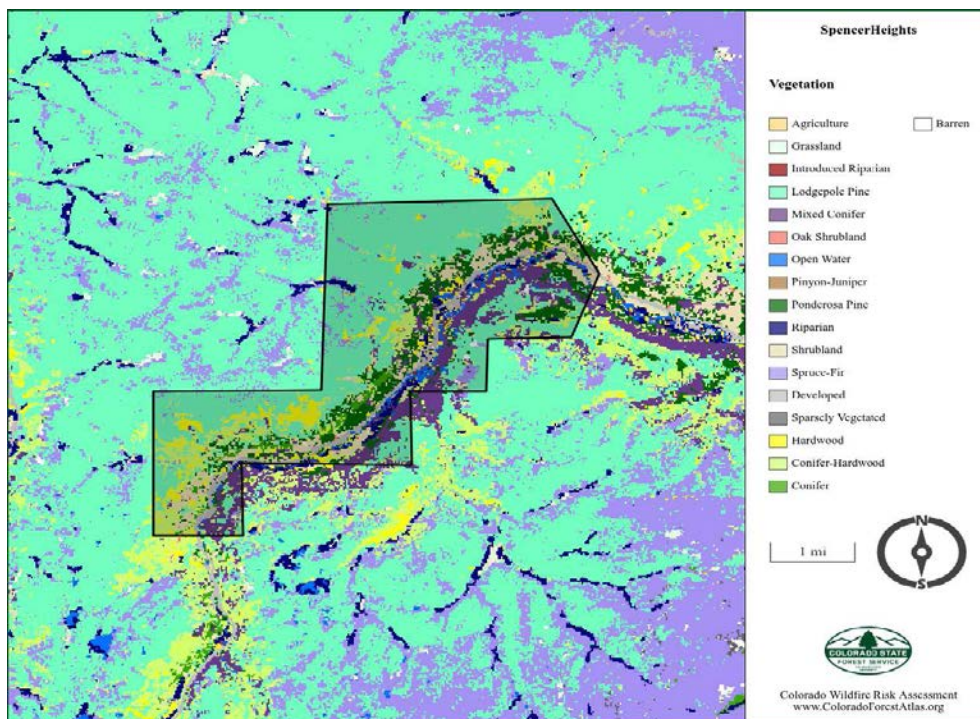 SpencerHeights
Vegetation
Agriculture
Barren
Grassland
Introduced Riparian
Lodgepole Pine
Mixed Conifer
Oak Shrubland
Open Water
Pinyon-Juniper
Ponderosa Pine
Riparian
Shrubland
Spruce-Fir
Developed
Sparsely Vegetated
Hardwood
Conifer-Hardwood
Conifer
N
1 mi
S
COLORADO STATE
FOREST SERVICE
Colorado Wildfire Risk Assessment
www.ColoradoForestAtlas.org